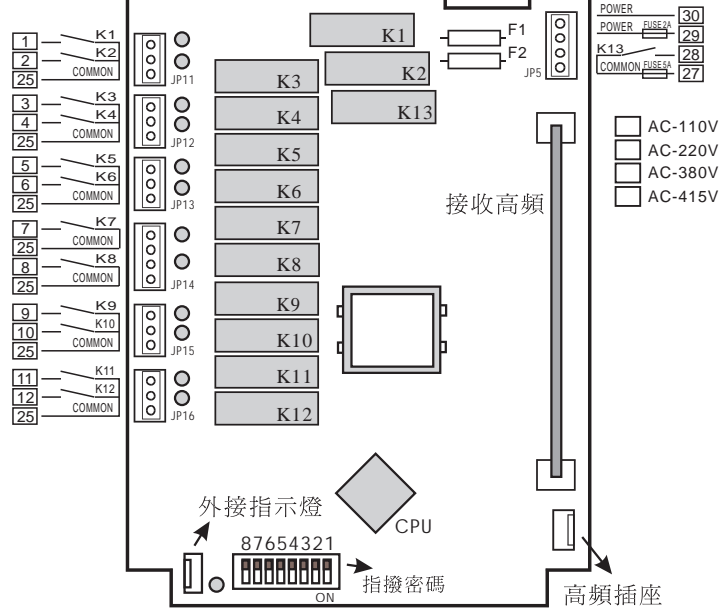 1 K1
2 K2
25 COMMON
JP11
3 K3
4 K4
25 COMMON
JP12
5 K5
6 K6
25 COMMON
JP13
7 K7
25 COMMON
8 K8
25 COMMON
JP14
9 K9
10 K10
25 COMMON
JP15
11 K11
12 K12
25 COMMON
JP16
K1
K2
K13
K3
K4
K5
K6
K7
K8
K9
K10
K11
K12
F1
F2
JP5
POWER 30
POWER FUSE 2A 29
K13 28
COMMON FUSE 5A 27
AC-110V
AC-220V
AC-380V
AC-415V
接收高頻
CPU
外接指示燈
87654321
ON
指撥密碼
高頻插座